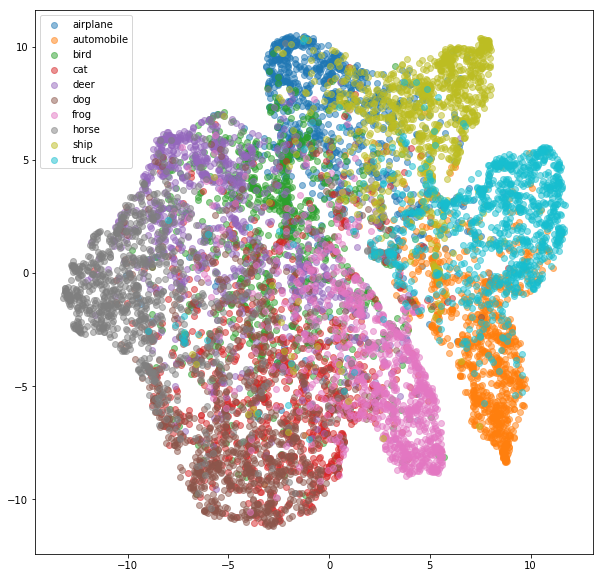 airplane
automobile
bird
cat
deer
dog
frog
horse
ship
truck
10
5
0
−5
−10
−10
−5
0
5
10